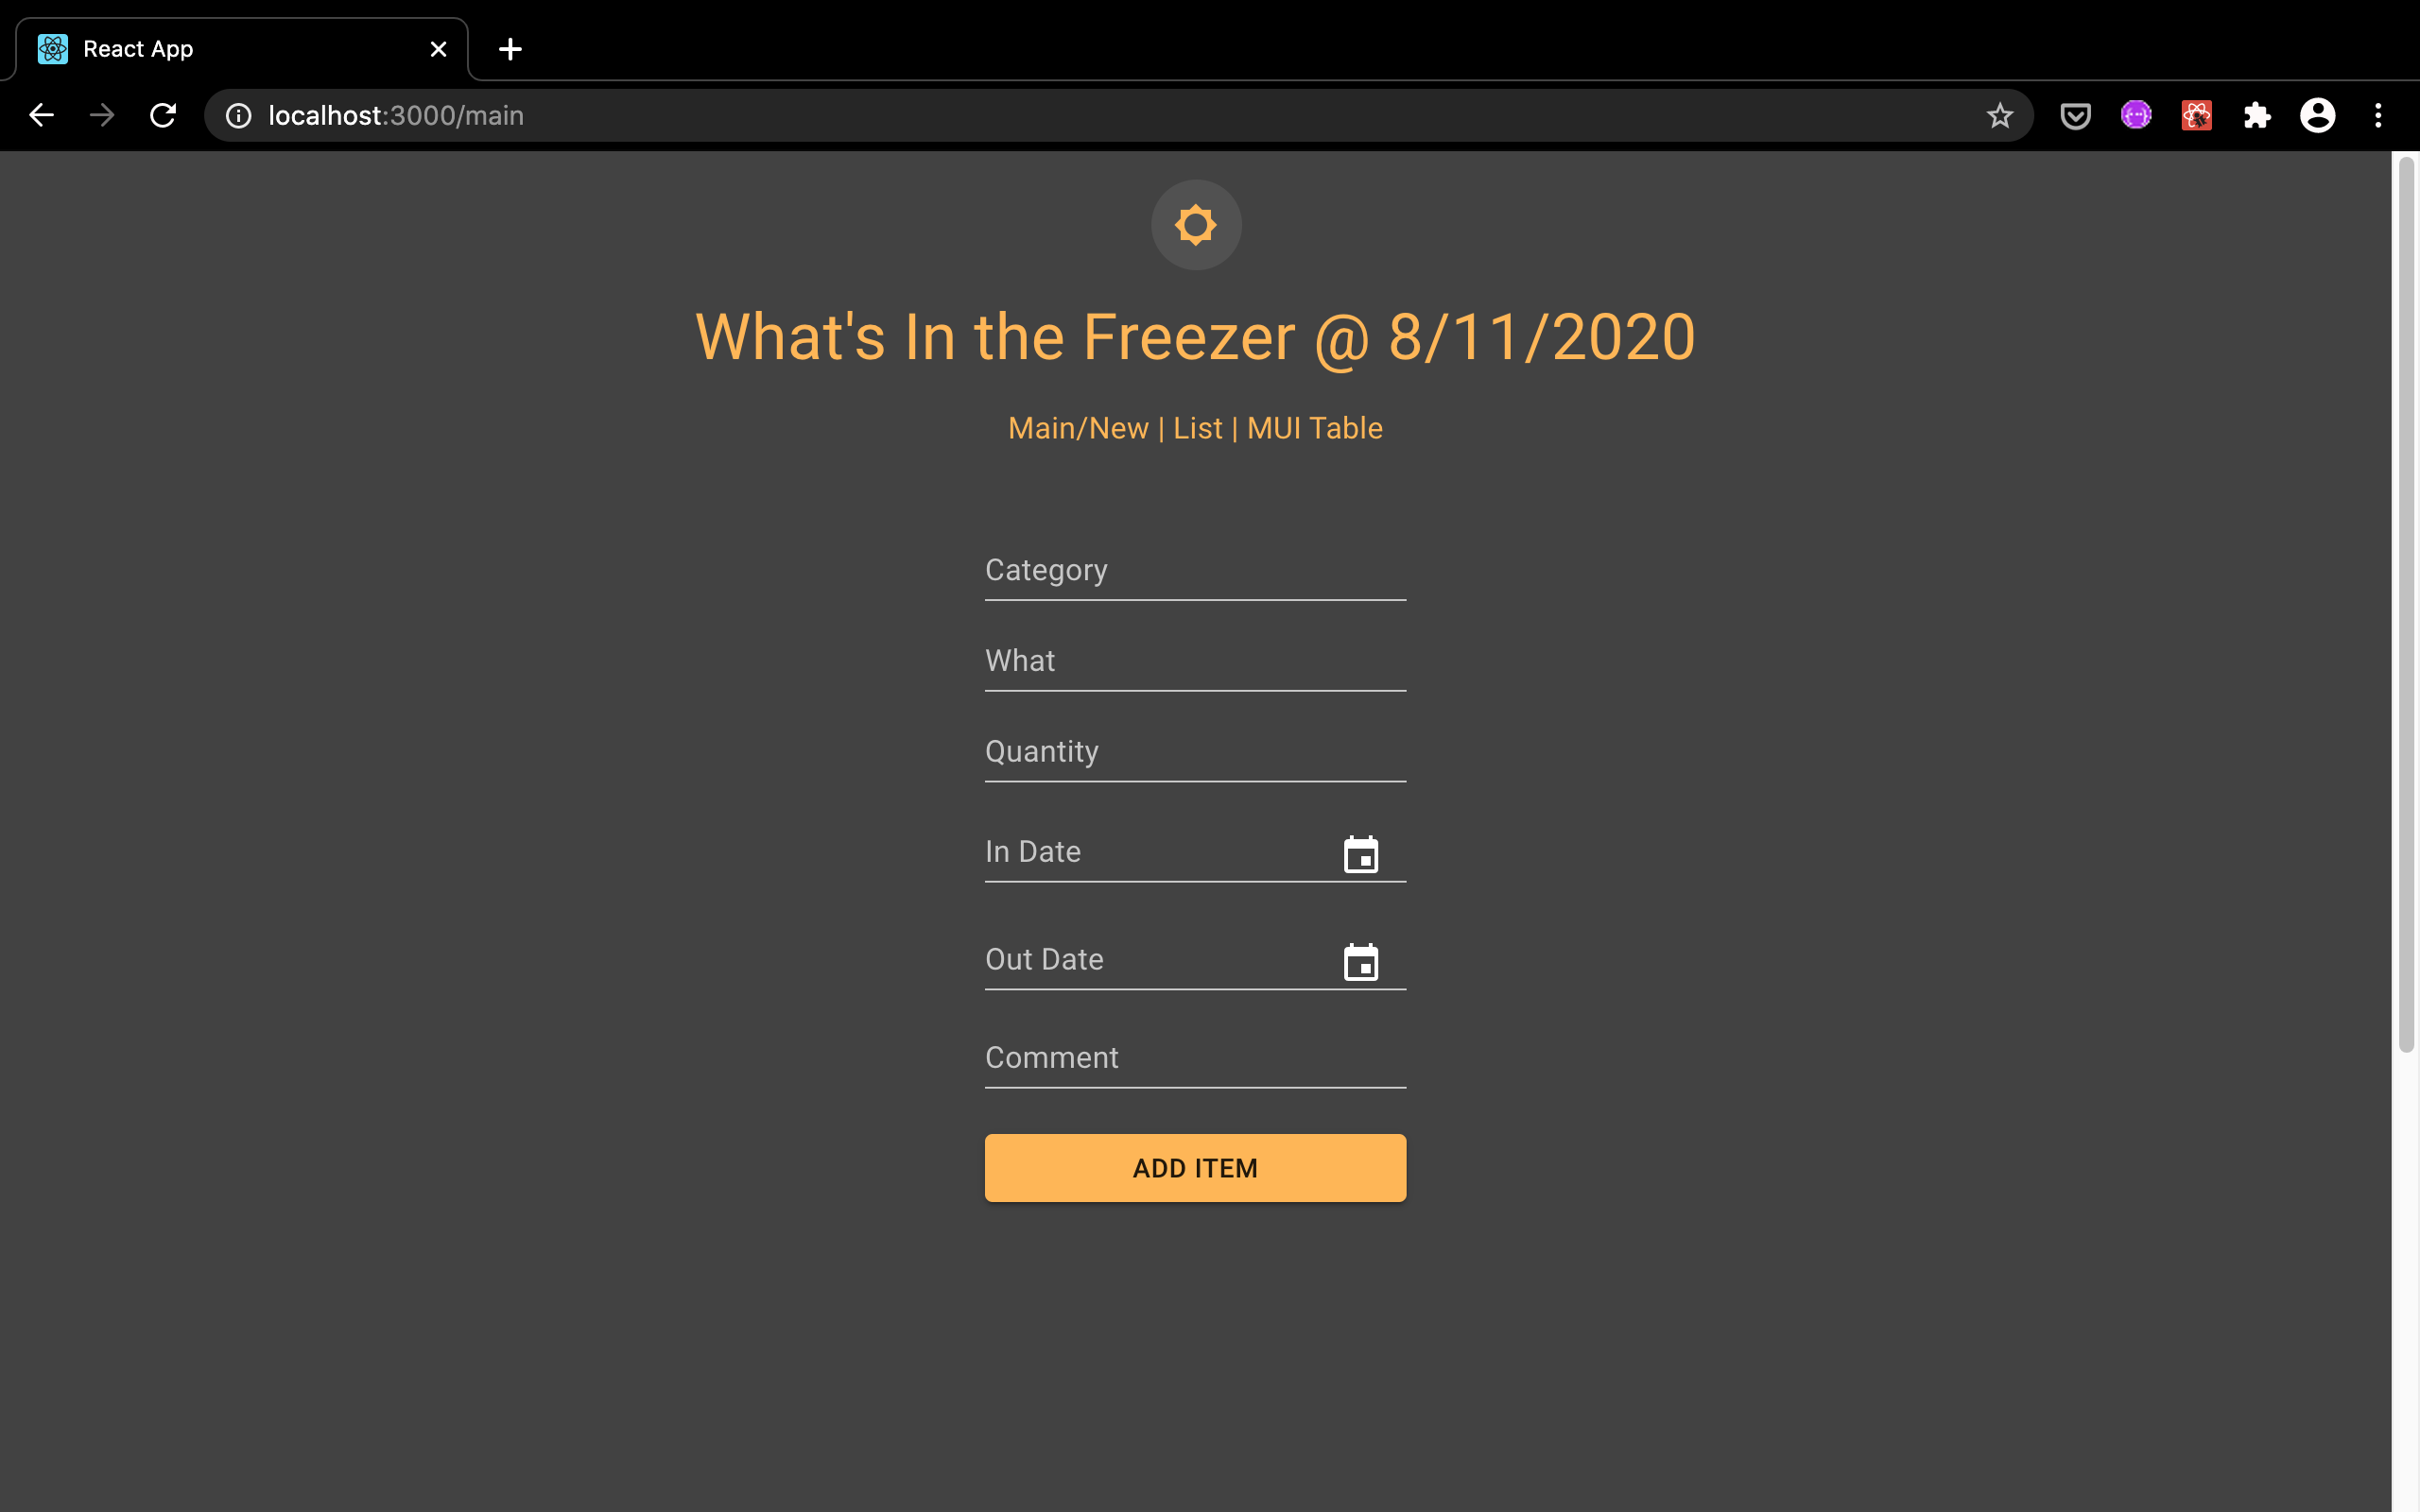 React App
localhost:3000/main
What's In the Freezer @ 8/11/2020
Main/New | List | MUI Table
Category
What
Quantity
In Date
Out Date
Comment
ADD ITEM